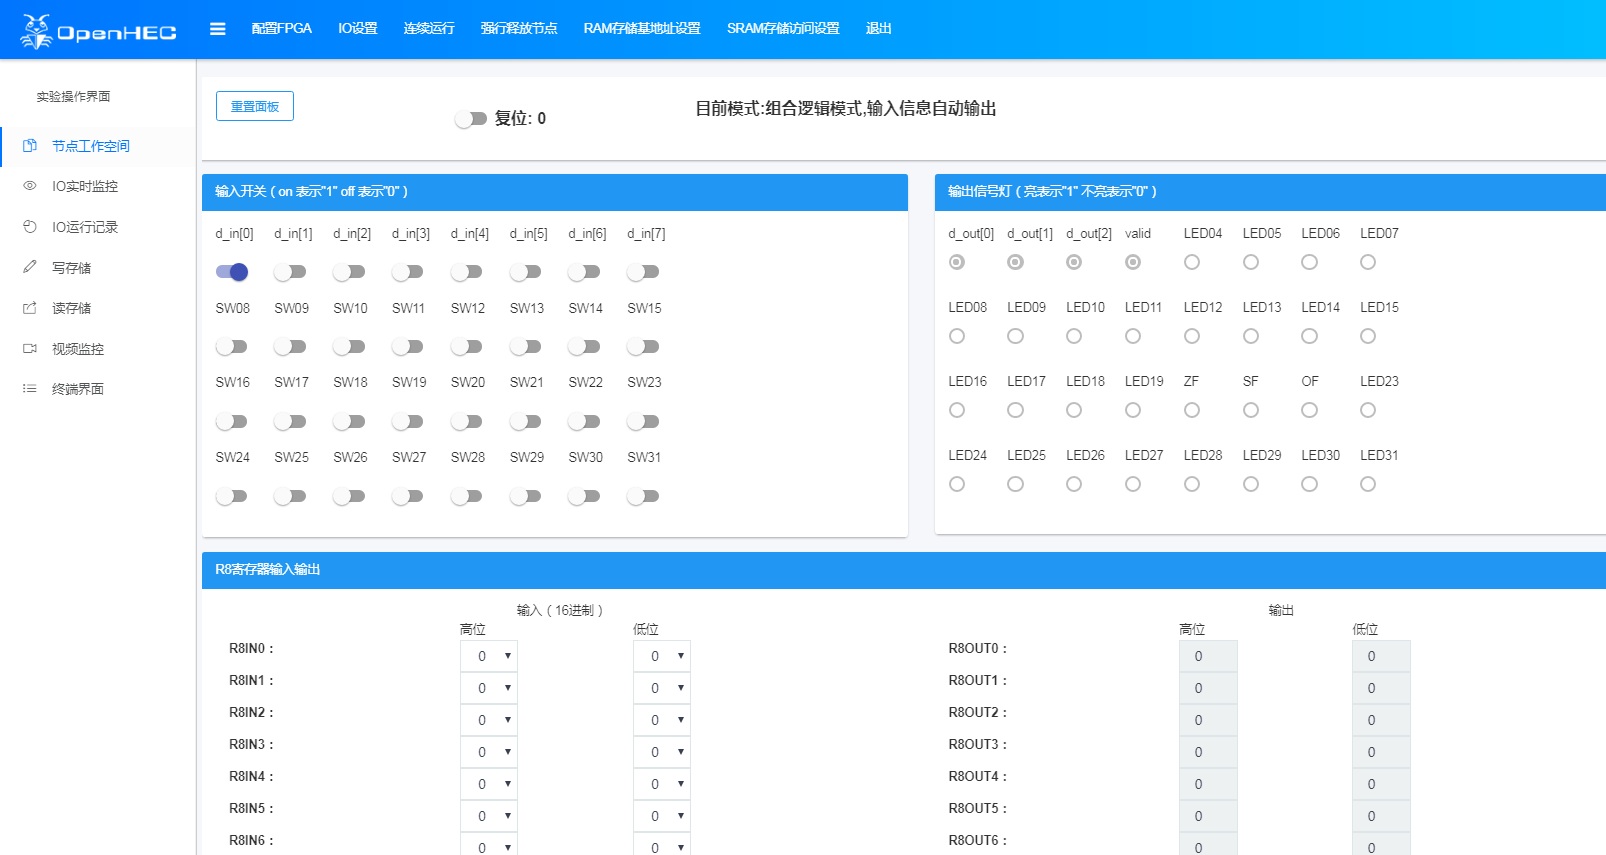 OpenHEC 配置FPGA IO设置 连续运行 强行释放节点 RAM存储基地址设置 SRAM存储访问设置 退出
实验操作界面
节点工作空间
IO实时监控
IO运行记录
写存储
读存储
视频监控
终端界面
重置面板 复位: 0 目前模式:组合逻辑模式,输入信息自动输出
输入开关（on 表示"1" off 表示"0"）
d_in[0] d_in[1] d_in[2] d_in[3] d_in[4] d_in[5] d_in[6] d_in[7]
SW08 SW09 SW10 SW11 SW12 SW13 SW14 SW15
SW16 SW17 SW18 SW19 SW20 SW21 SW22 SW23
SW24 SW25 SW26 SW27 SW28 SW29 SW30 SW31
输出信号灯（亮表示"1" 不亮表示"0"）
d_out[0] d_out[1] d_out[2] valid LED04 LED05 LED06 LED07
LED08 LED09 LED10 LED11 LED12 LED13 LED14 LED15
LED16 LED17 LED18 LED19 ZF SF OF LED23
LED24 LED25 LED26 LED27 LED28 LED29 LED30 LED31
R8寄存器输入输出
输入（16进制） 输出
高位 低位 高位 低位
R8IN0： 0 0 R8OUT0： 0 0
R8IN1： 0 0 R8OUT1： 0 0
R8IN2： 0 0 R8OUT2： 0 0
R8IN3： 0 0 R8OUT3： 0 0
R8IN4： 0 0 R8OUT4： 0 0
R8IN5： 0 0 R8OUT5： 0 0
R8IN6： 0 0 R8OUT6： 0 0